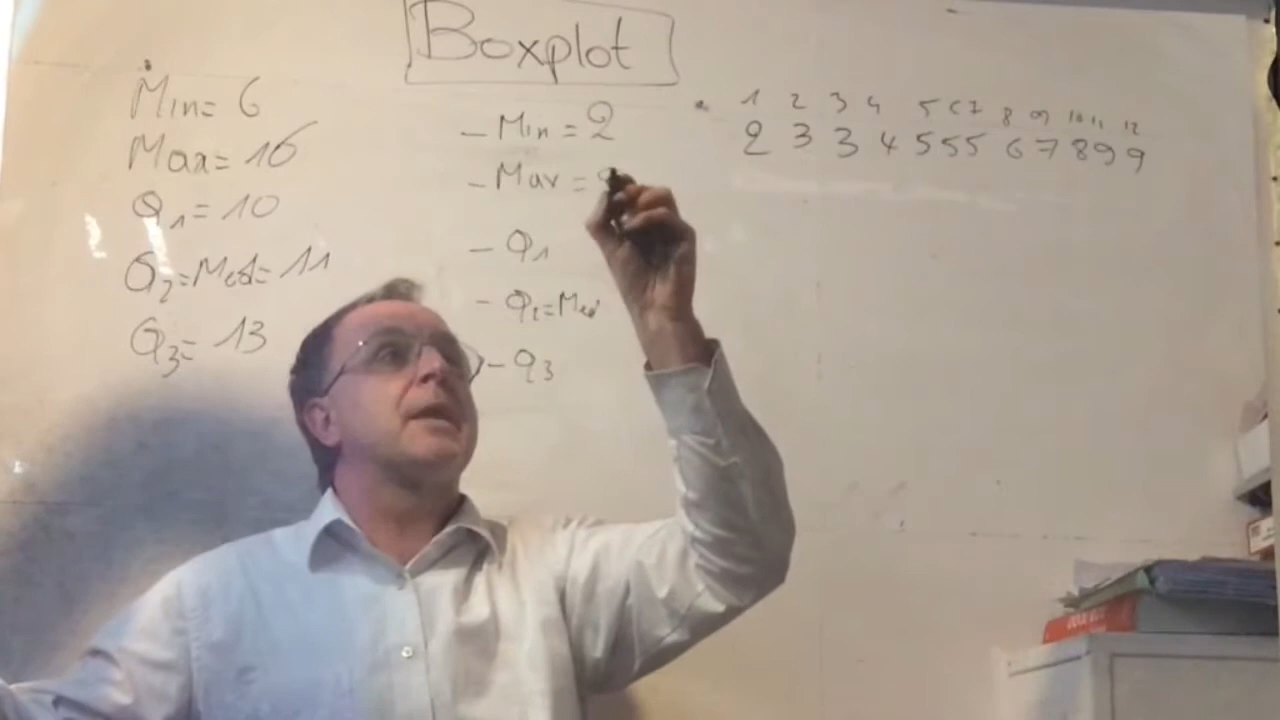 Boxplot
Min= 6
Max= 16
Q1= 10
Q2=Med= 11
Q3= 13
- Min = 2
- Max =
- Q1
- Q2=Med
- Q3
1 2 3 4 5 6 7 8 9 10 11 12
2 3 3 4 5 5 5 6 7 8 9 9